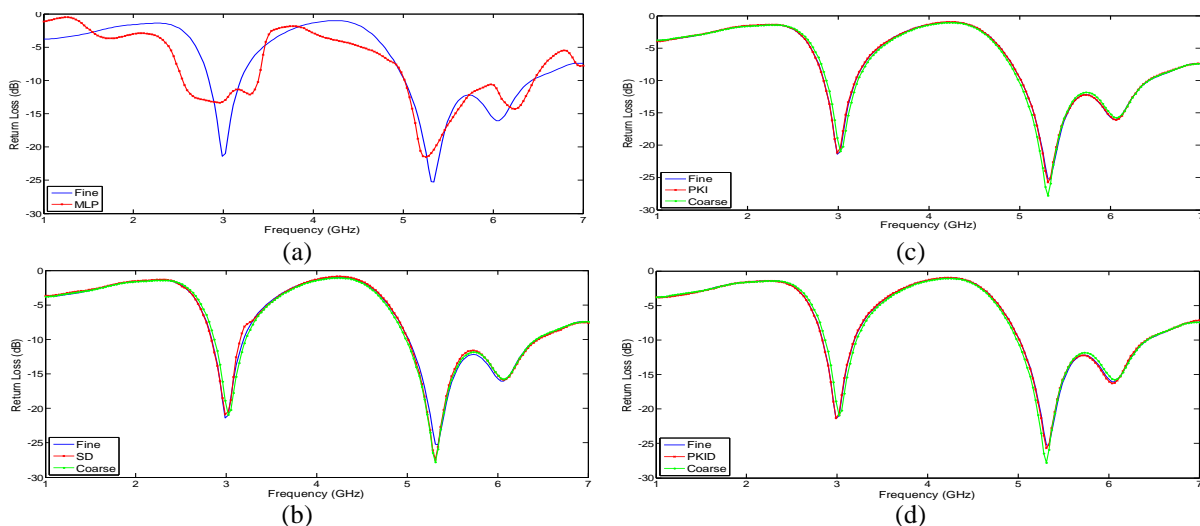 0
-5
-10
-15
-20
-25
-30
Return Loss (dB)
Fine
MLP
1 2 3 4 5 6 7
Frequency (GHz)
(a)
0
-5
-10
-15
-20
-25
-30
Return Loss (dB)
Fine
PKI
Coarse
1 2 3 4 5 6 7
Frequency (GHz)
(c)
0
-5
-10
-15
-20
-25
-30
Return Loss (dB)
Fine
SD
Coarse
1 2 3 4 5 6 7
Frequency (GHz)
(b)
0
-5
-10
-15
-20
-25
-30
Return Loss (dB)
Fine
PKID
Coarse
1 2 3 4 5 6 7
Frequency (GHz)
(d)